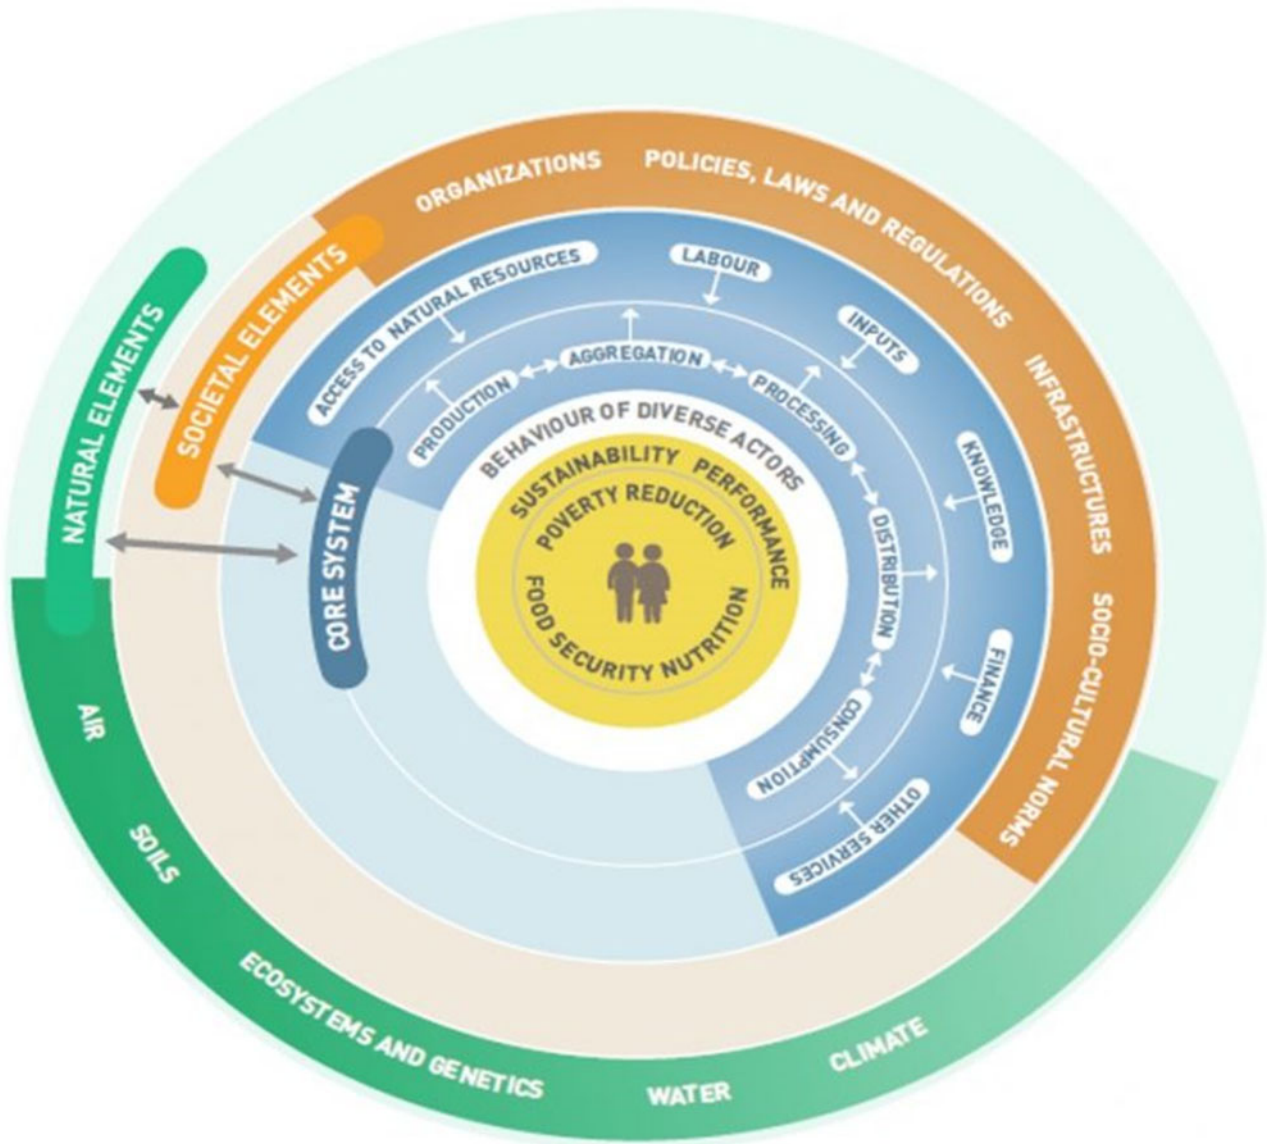 NATURAL ELEMENTS
SOCIETAL ELEMENTS
CORE SYSTEM
ORGANIZATIONS
POLICIES, LAWS AND REGULATIONS
INFRASTRUCTURES
SOCIO-CULTURAL NORMS
ACCESS TO NATURAL RESOURCES
LABOUR
INPUTS
KNOWLEDGE
FINANCE
OTHER SERVICES
PRODUCTION
AGGREGATION
PROCESSING
DISTRIBUTION
CONSUMPTION
BEHAVIOUR OF DIVERSE ACTORS
SUSTAINABILITY PERFORMANCE
POVERTY REDUCTION
FOOD SECURITY NUTRITION
AIR
SOILS
ECOSYSTEMS AND GENETICS
WATER
CLIMATE